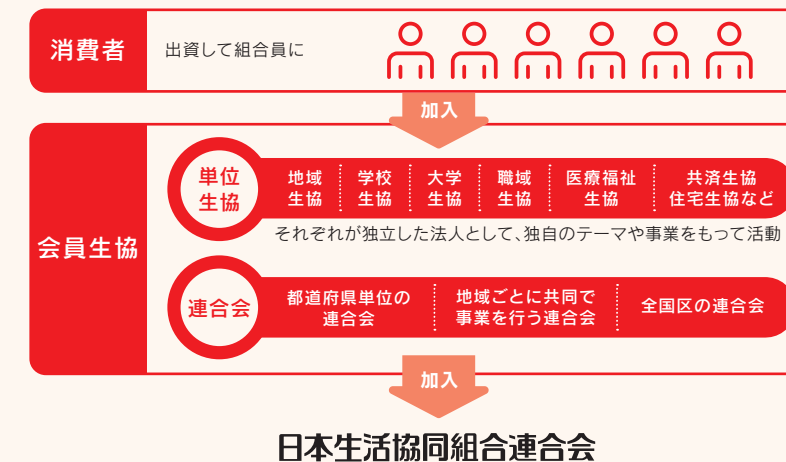 消費者
出資して組合員に
加入
会員生協
単位
生協
地域
生協
学校
生協
大学
生協
職域
生協
医療福祉
生協
共済生協
住宅生協など
それぞれが独立した法人として、独自のテーマや事業をもって活動
連合会
都道府県単位の
連合会
地域ごとに共同で
事業を行う連合会
全国区の連合会
加入
日本生活協同組合連合会